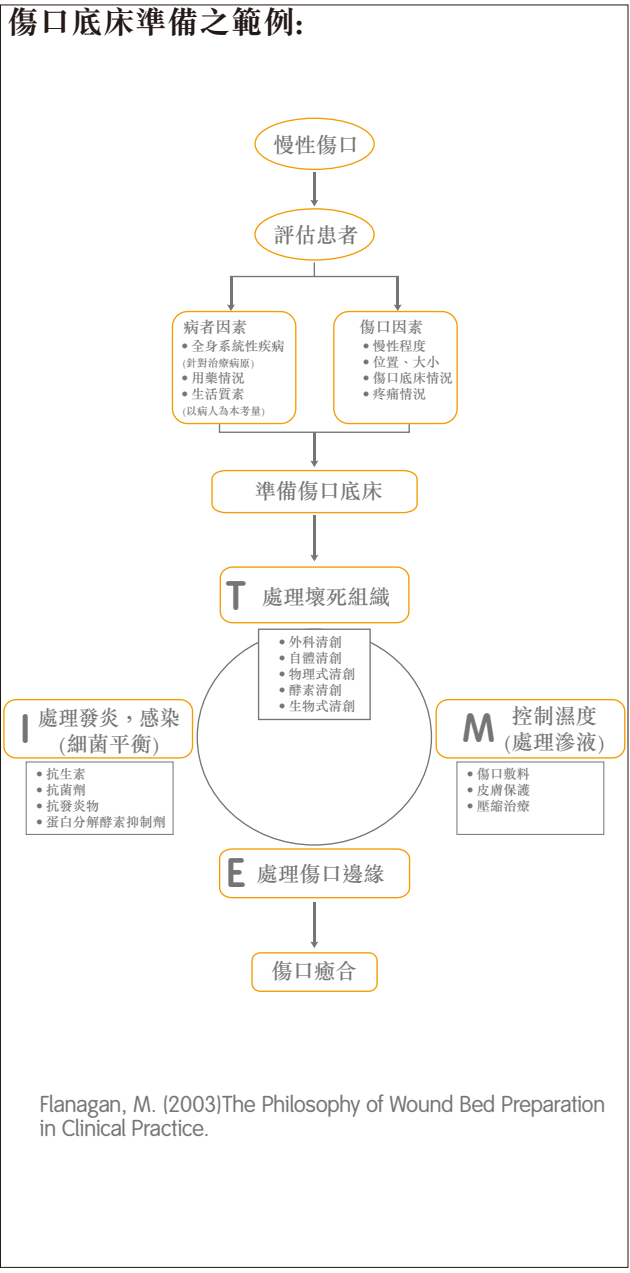 傷口底床準備之範例:
慢性傷口
評估患者
病者因素
• 全身系統性疾病
(針對治療病原)
• 用藥情況
• 生活質素
(以病人為本考量)
傷口因素
• 慢性程度
• 位置、大小
• 傷口底床情況
• 疼痛情況
準備傷口底床
T 處理壞死組織
• 外科清創
• 自體清創
• 物理式清創
• 酵素清創
• 生物式清創
I 處理發炎，感染
(細菌平衡)
• 抗生素
• 抗菌劑
• 抗發炎物
• 蛋白分解酵素抑制劑
M 控制濕度
(處理滲液)
• 傷口敷料
• 皮膚保護
• 壓縮治療
E 處理傷口邊緣
傷口癒合
Flanagan, M. (2003)The Philosophy of Wound Bed Preparation
in Clinical Practice.